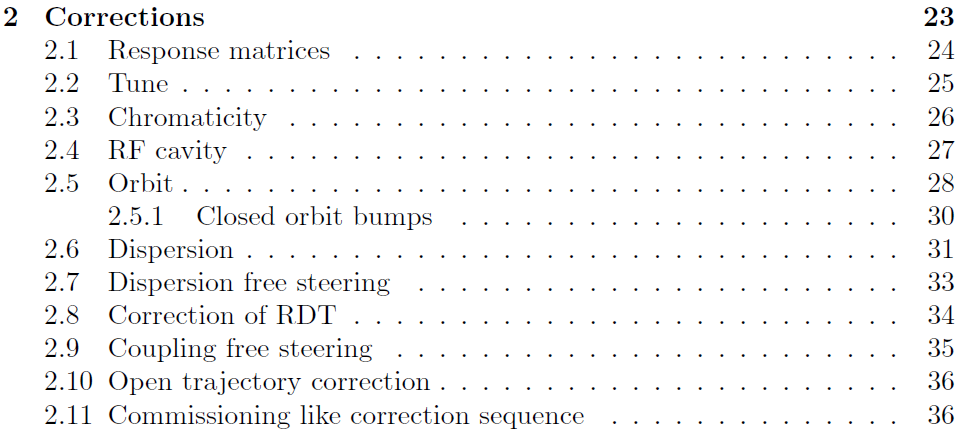 2 Corrections 23
2.1 Response matrices . . . . . . . . . . . . . . . . . . . . . . . . . . 24
2.2 Tune . . . . . . . . . . . . . . . . . . . . . . . . . . . . . . . . . . 25
2.3 Chromaticity . . . . . . . . . . . . . . . . . . . . . . . . . . . . . 26
2.4 RF cavity . . . . . . . . . . . . . . . . . . . . . . . . . . . . . . . 27
2.5 Orbit . . . . . . . . . . . . . . . . . . . . . . . . . . . . . . . . . . 28
2.5.1 Closed orbit bumps . . . . . . . . . . . . . . . . . . . . . 30
2.6 Dispersion . . . . . . . . . . . . . . . . . . . . . . . . . . . . . . . 31
2.7 Dispersion free steering . . . . . . . . . . . . . . . . . . . . . . . 33
2.8 Correction of RDT . . . . . . . . . . . . . . . . . . . . . . . . . . 34
2.9 Coupling free steering . . . . . . . . . . . . . . . . . . . . . . . . 35
2.10 Open trajectory correction . . . . . . . . . . . . . . . . . . . . . . 36
2.11 Commissioning like correction sequence . . . . . . . . . . . . . . 36